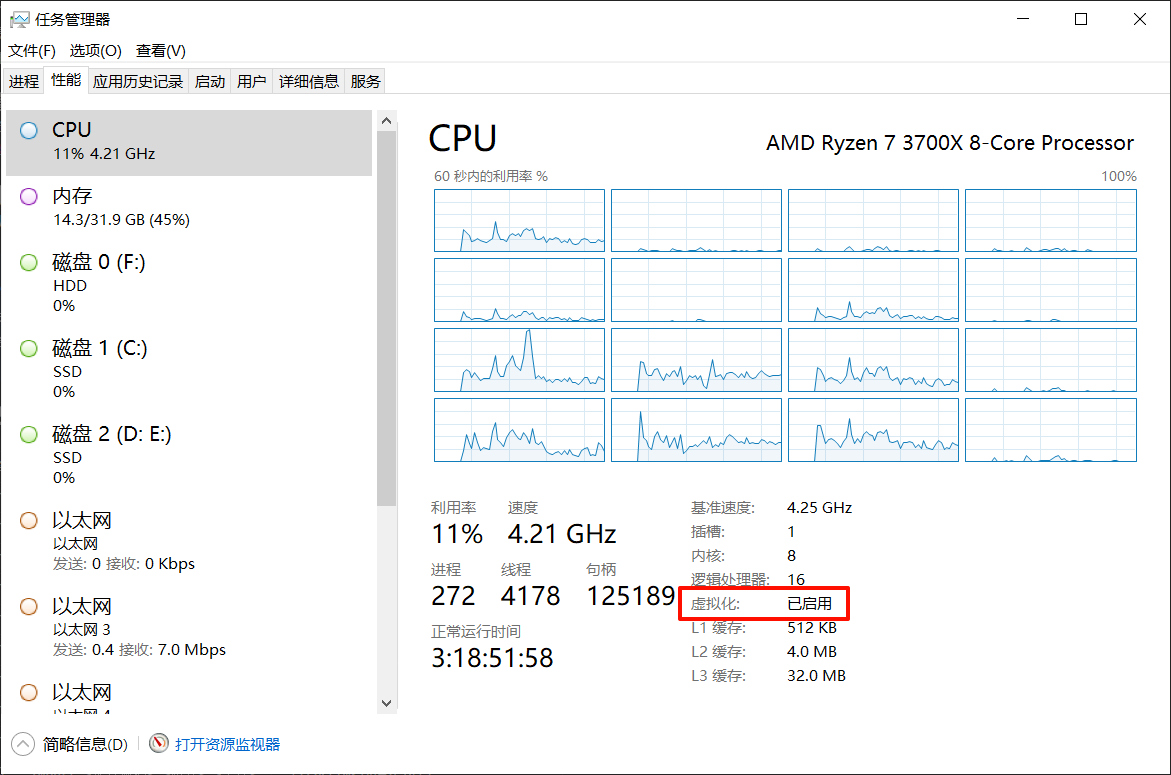 任务管理器
文件(F) 选项(O) 查看(V)
进程 性能 应用历史记录 启动 用户 详细信息 服务
CPU
11% 4.21 GHz
内存
14.3/31.9 GB (45%)
磁盘 0 (F:)
HDD
0%
磁盘 1 (C:)
SSD
0%
磁盘 2 (D: E:)
SSD
0%
以太网
以太网
发送: 0 接收: 0 Kbps
以太网
以太网 3
发送: 0.4 接收: 7.0 Mbps
以太网
以太网 4
CPU
AMD Ryzen 7 3700X 8-Core Processor
60 秒内的利用率 %
100%
利用率 速度
11% 4.21 GHz
进程 线程 句柄
272 4178 125189
正常运行时间
3:18:51:58
基准速度: 4.25 GHz
插槽: 1
内核: 8
逻辑处理器: 16
虚拟化: 已启用
L1 缓存: 512 KB
L2 缓存: 4.0 MB
L3 缓存: 32.0 MB
简略信息(D)
打开资源监视器